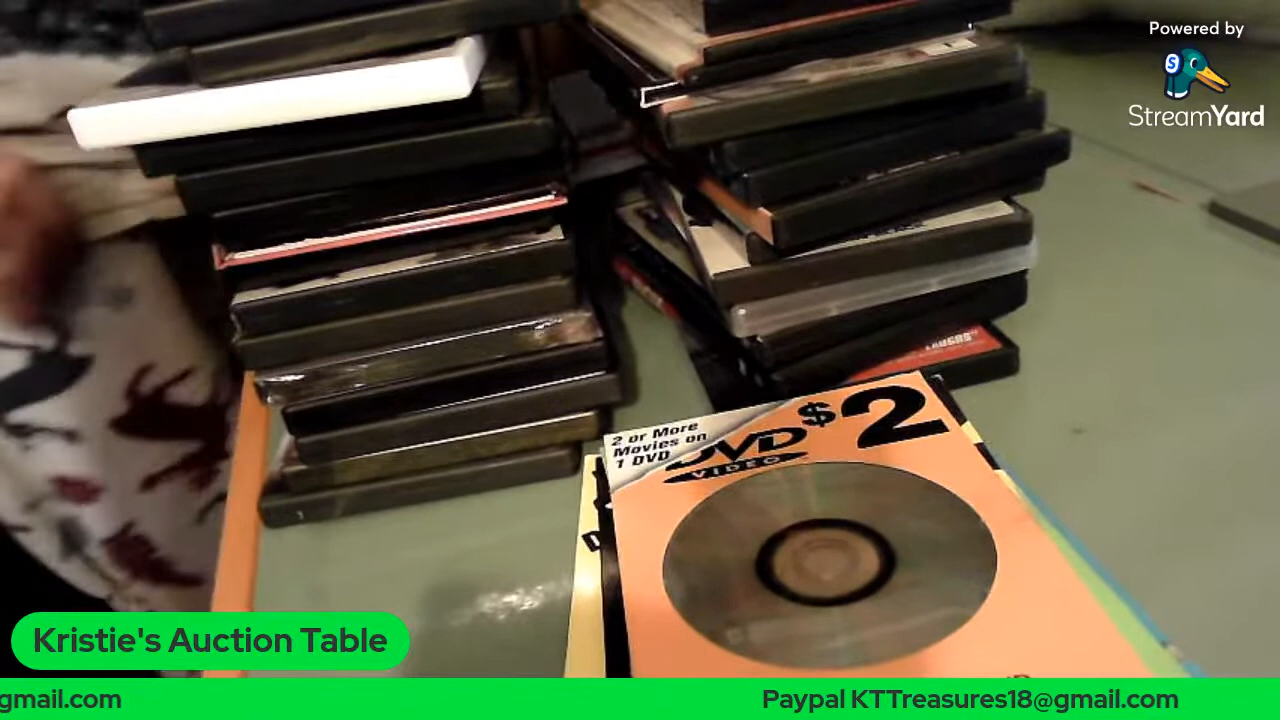 Powered by
StreamYard
$2
2 or More
Movies on
1 DVD
DVD
VIDEO
Kristie's Auction Table
gmail.com
Paypal KTTreasures18@gmail.com